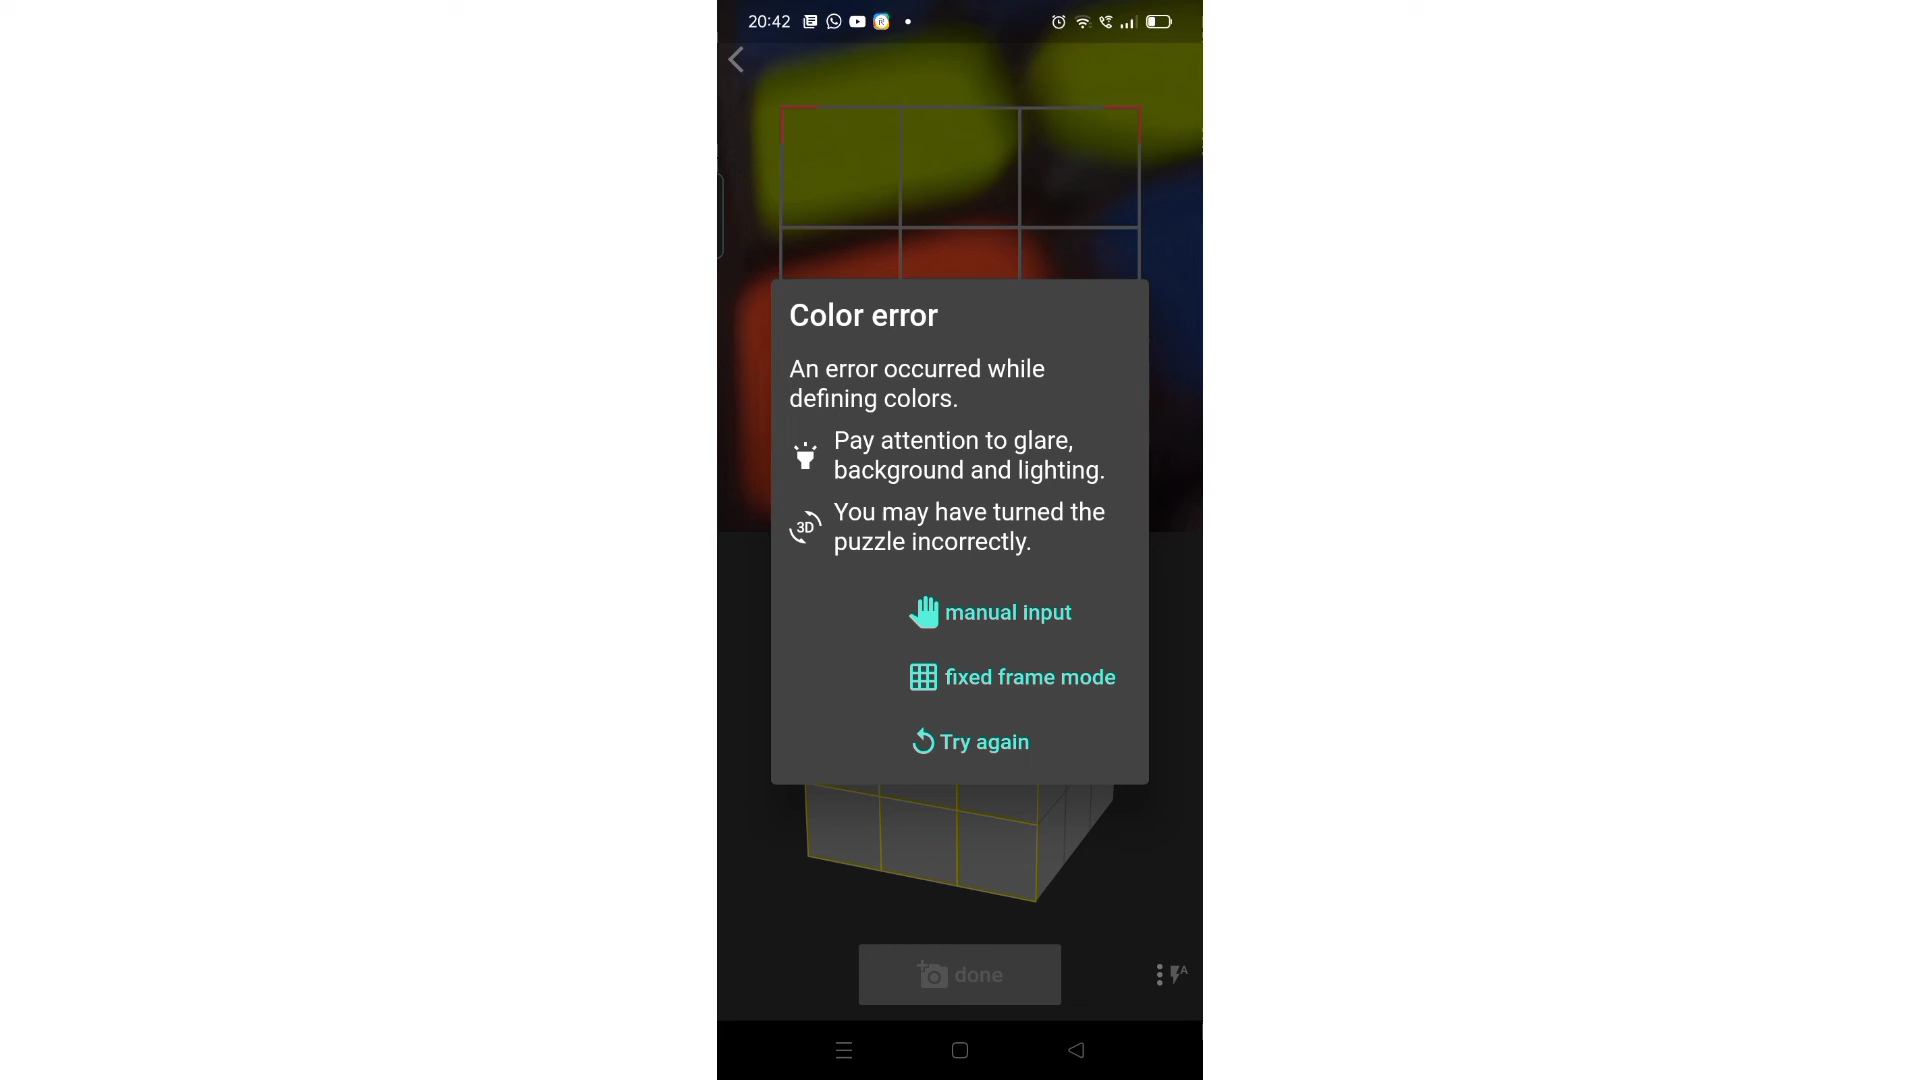 20:42
Color error
An error occurred while
defining colors.
Pay attention to glare,
background and lighting.
3D
You may have turned the
puzzle incorrectly.
manual input
fixed frame mode
Try again
done
A